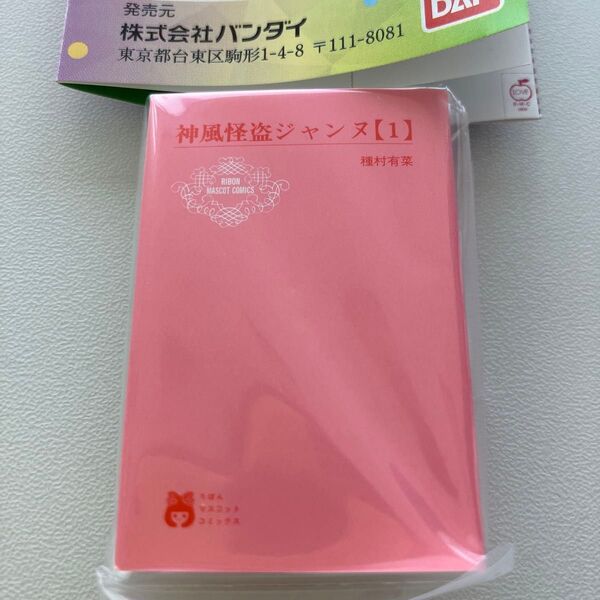 発売元
株式会社バンダイ
東京都台東区駒形1-4-8 〒111-8081
神風怪盗ジャンヌ【1】
種村有菜
RIBON
MASCOT COMICS
りぼん
マスコット
コミックス